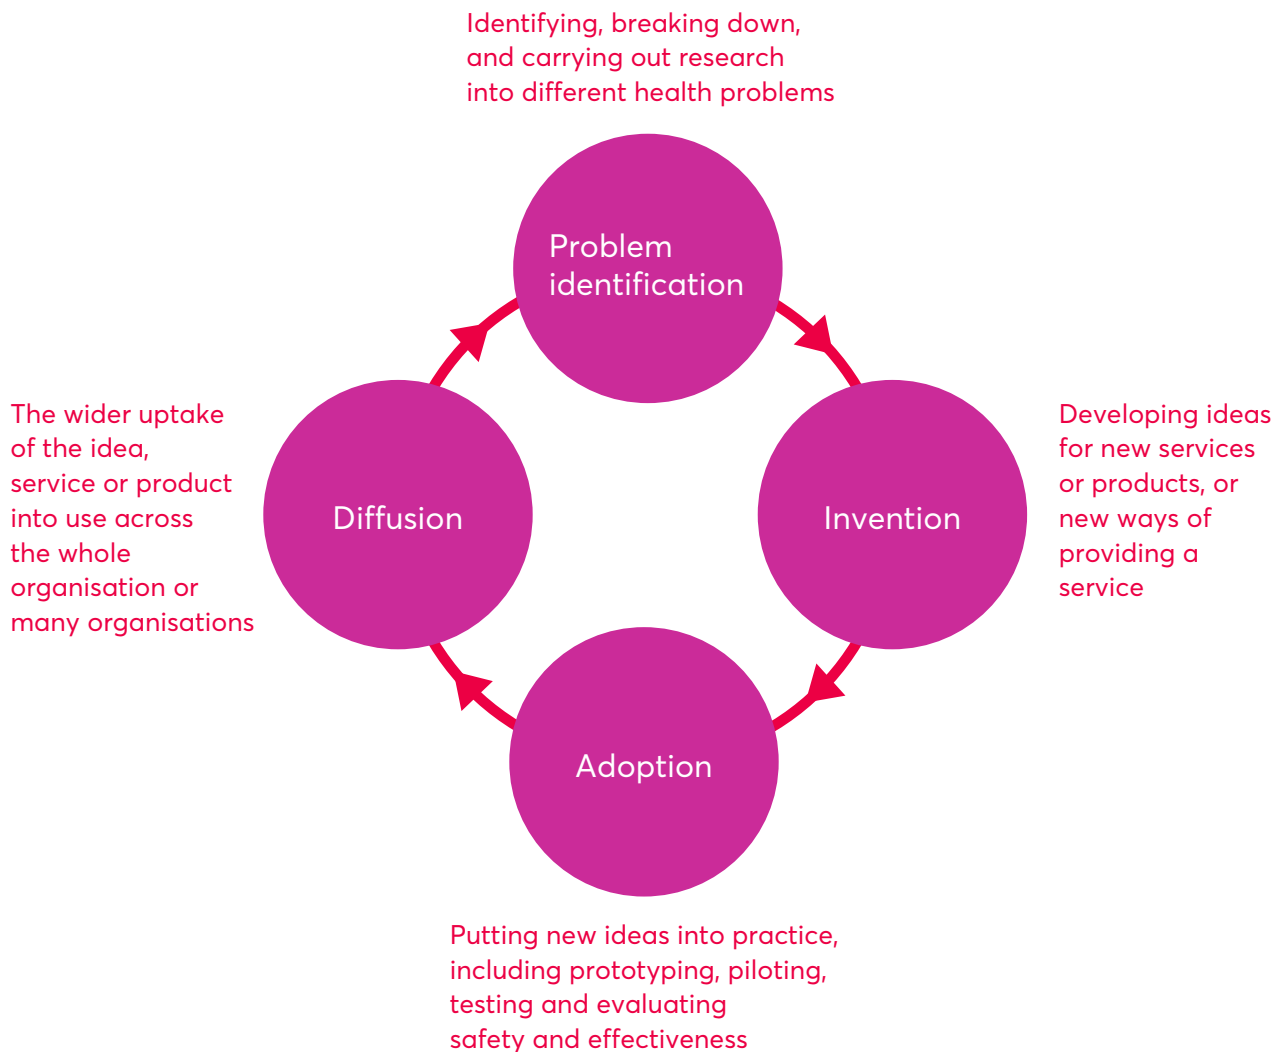 Identifying, breaking down,
and carrying out research
into different health problems
Problem
identification
The wider uptake
of the idea,
service or product
into use across
the whole
organisation or
many organisations
Diffusion
Invention
Developing ideas
for new services
or products, or
new ways of
providing a
service
Adoption
Putting new ideas into practice,
including prototyping, piloting,
testing and evaluating
safety and effectiveness